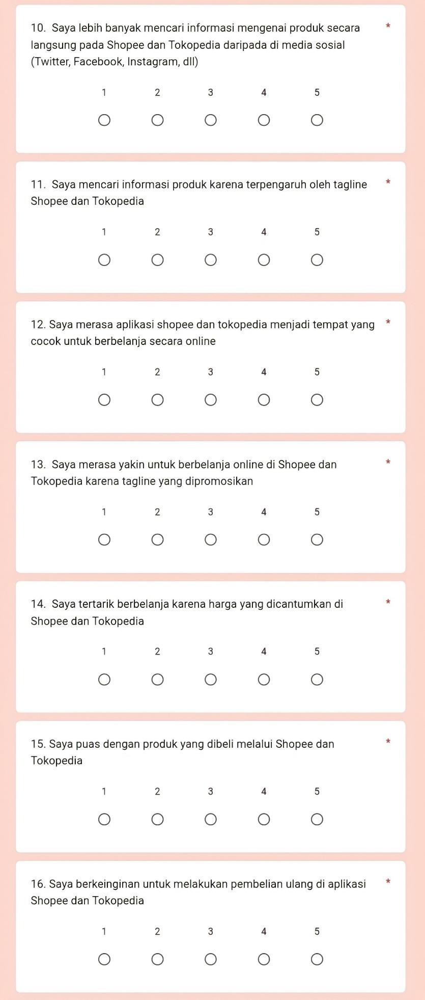 10. Saya lebih banyak mencari informasi mengenai produk secara *
langsung pada Shopee dan Tokopedia daripada di media sosial
(Twitter, Facebook, Instagram, dll)
1 2 3 4 5
11. Saya mencari informasi produk karena terpengaruh oleh tagline *
Shopee dan Tokopedia
1 2 3 4 5
12. Saya merasa aplikasi shopee dan tokopedia menjadi tempat yang *
cocok untuk berbelanja secara online
1 2 3 4 5
13. Saya merasa yakin untuk berbelanja online di Shopee dan *
Tokopedia karena tagline yang dipromosikan
1 2 3 4 5
14. Saya tertarik berbelanja karena harga yang dicantumkan di *
Shopee dan Tokopedia
1 2 3 4 5
15. Saya puas dengan produk yang dibeli melalui Shopee dan *
Tokopedia
1 2 3 4 5
16. Saya berkeinginan untuk melakukan pembelian ulang di aplikasi *
Shopee dan Tokopedia
1 2 3 4 5